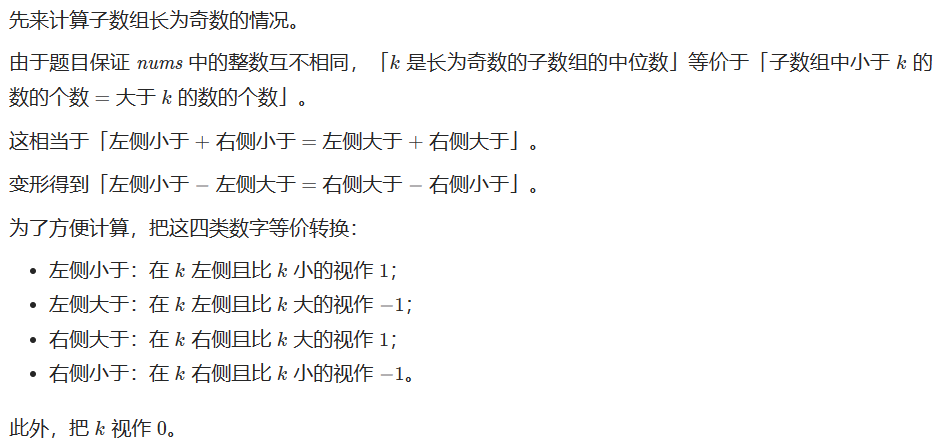 先来计算子数组长为奇数的情况。
由于题目保证 nums 中的整数互不相同，「k 是长为奇数的子数组的中位数」等价于「子数组中小于 k 的
数的个数 = 大于 k 的数的个数」。
这相当于「左侧小于 + 右侧小于 = 左侧大于 + 右侧大于」。
变形得到「左侧小于 − 左侧大于 = 右侧大于 − 右侧小于」。
为了方便计算，把这四类数字等价转换：
• 左侧小于：在 k 左侧且比 k 小的视作 1；
• 左侧大于：在 k 左侧且比 k 大的视作 −1；
• 右侧大于：在 k 右侧且比 k 大的视作 1；
• 右侧小于：在 k 右侧且比 k 小的视作 −1。
此外，把 k 视作 0。